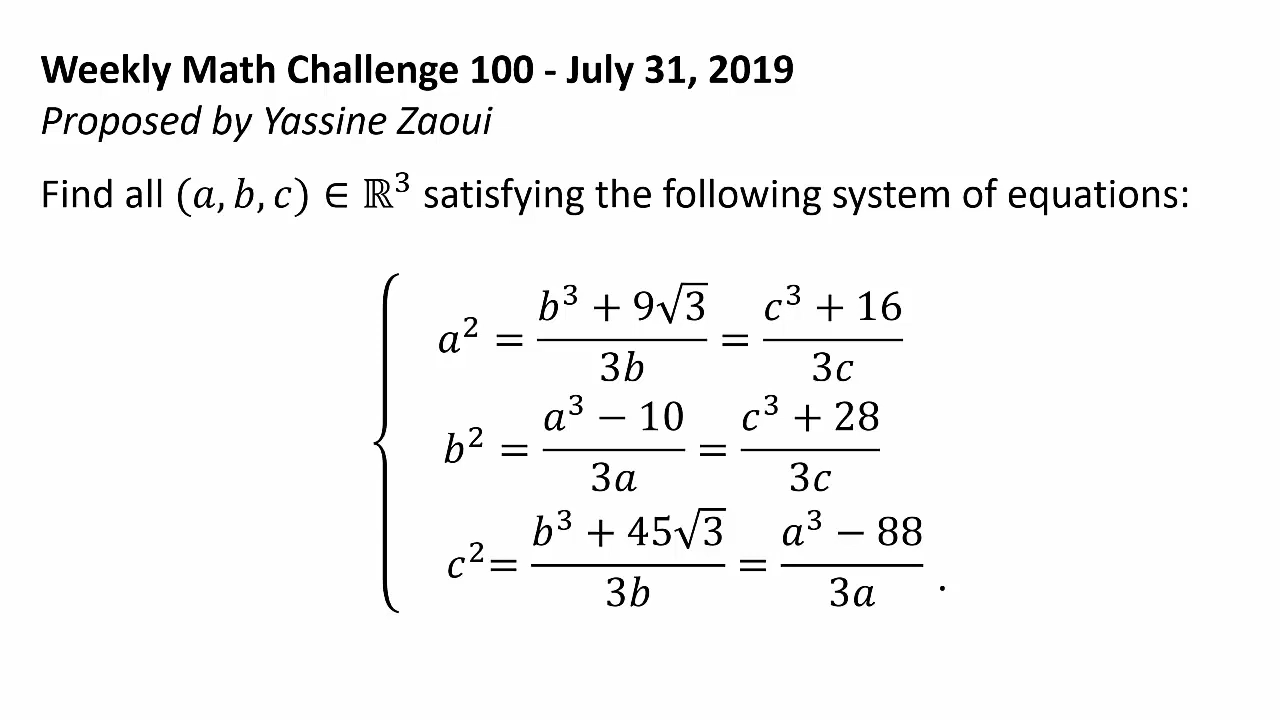 Weekly Math Challenge 100 - July 31, 2019
Proposed by Yassine Zaoui
Find all (a, b, c) ∈ ℝ³ satisfying the following system of equations:
a² = (b³ + 9√3)/(3b) = (c³ + 16)/(3c)
b² = (a³ − 10)/(3a) = (c³ + 28)/(3c)
c² = (b³ + 45√3)/(3b) = (a³ − 88)/(3a) .